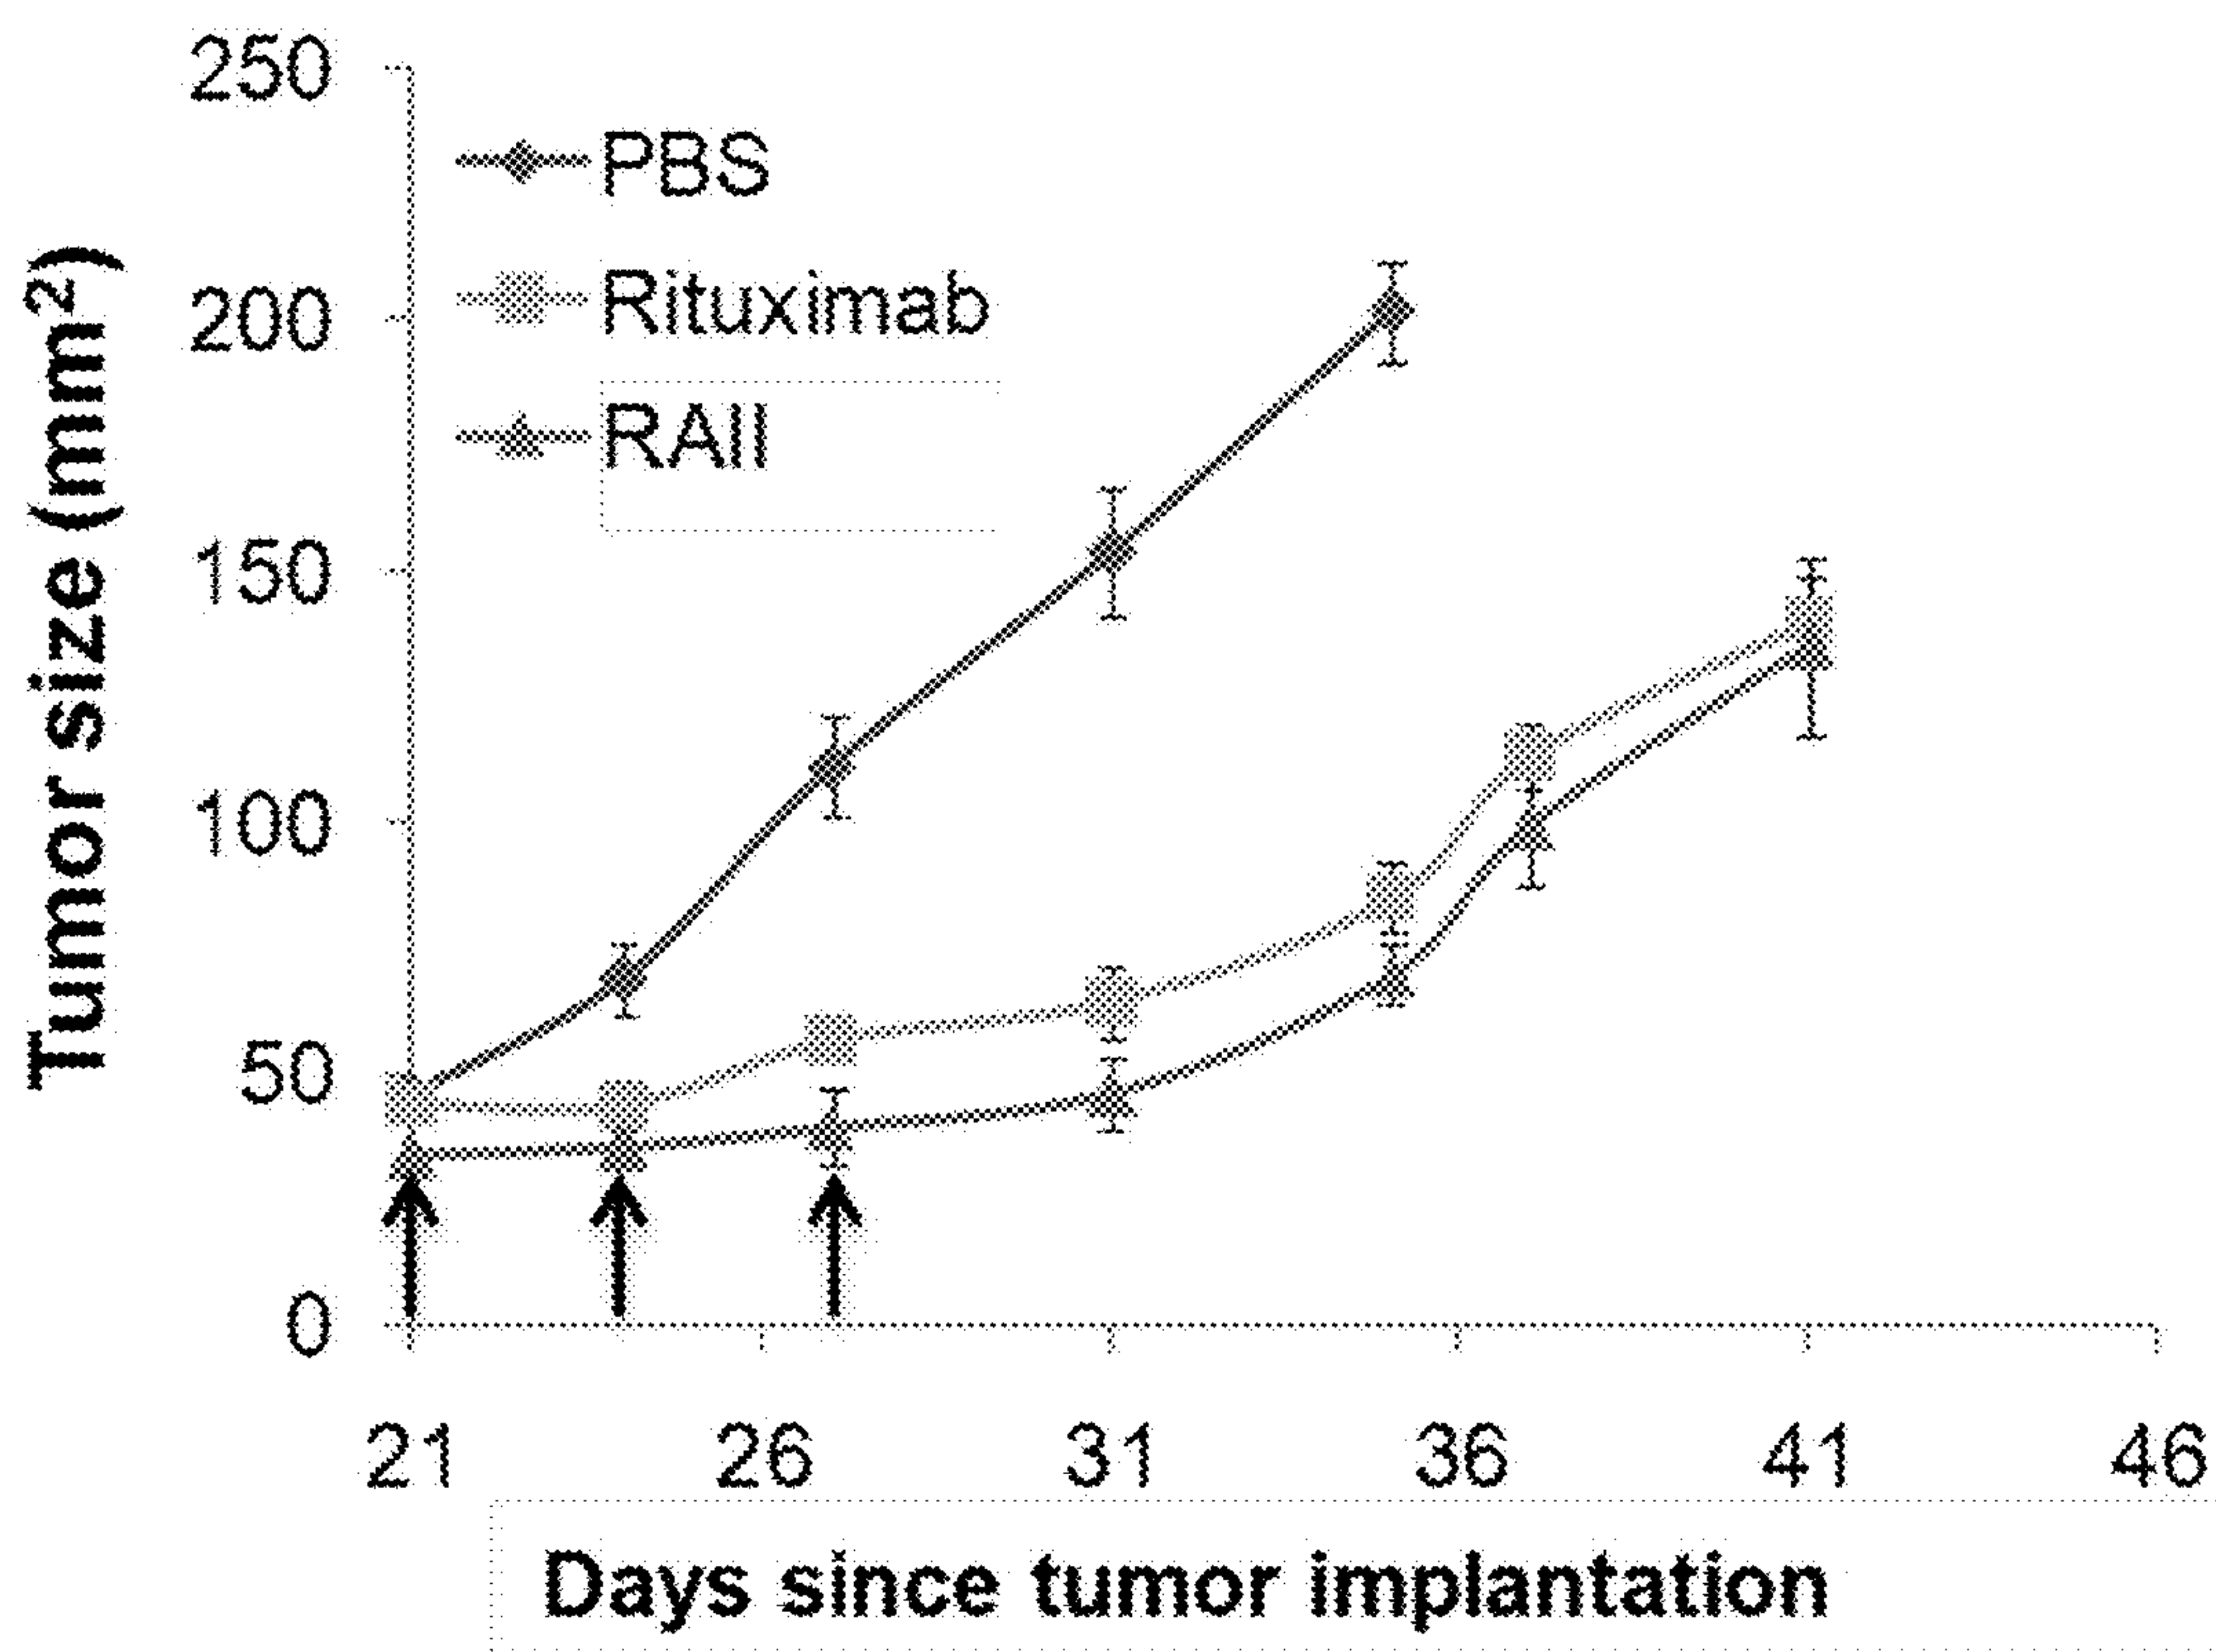 Tumor size (mm²)
250
200
150
100
50
0
PBS
Rituximab
RAII
21 26 31 36 41 46
Days since tumor implantation